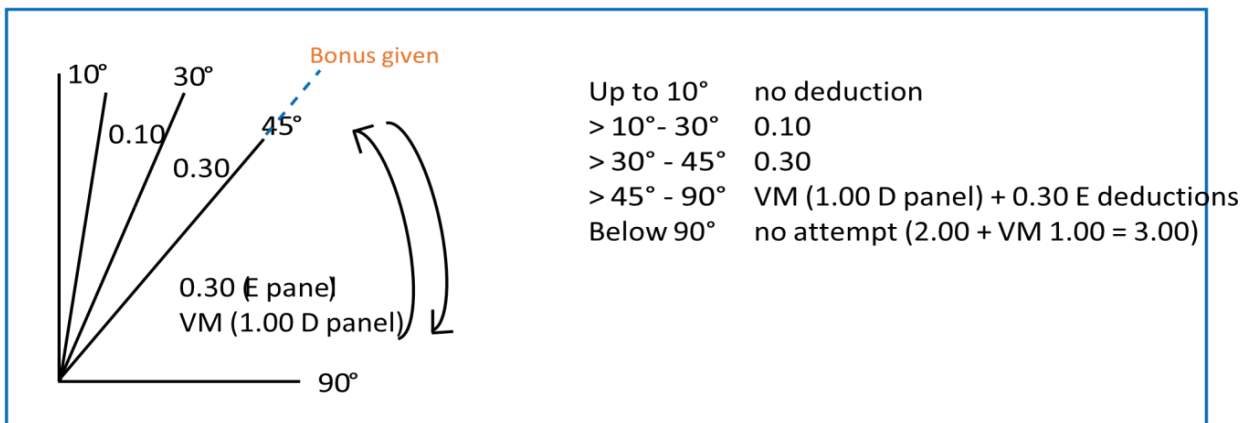 Bonus given
10° 30°
0.10 45°
0.30
0.30 (E panel)
VM (1.00 D panel)
90°
Up to 10° no deduction
> 10°- 30° 0.10
> 30° - 45° 0.30
> 45° - 90° VM (1.00 D panel) + 0.30 E deductions
Below 90° no attempt (2.00 + VM 1.00 = 3.00)